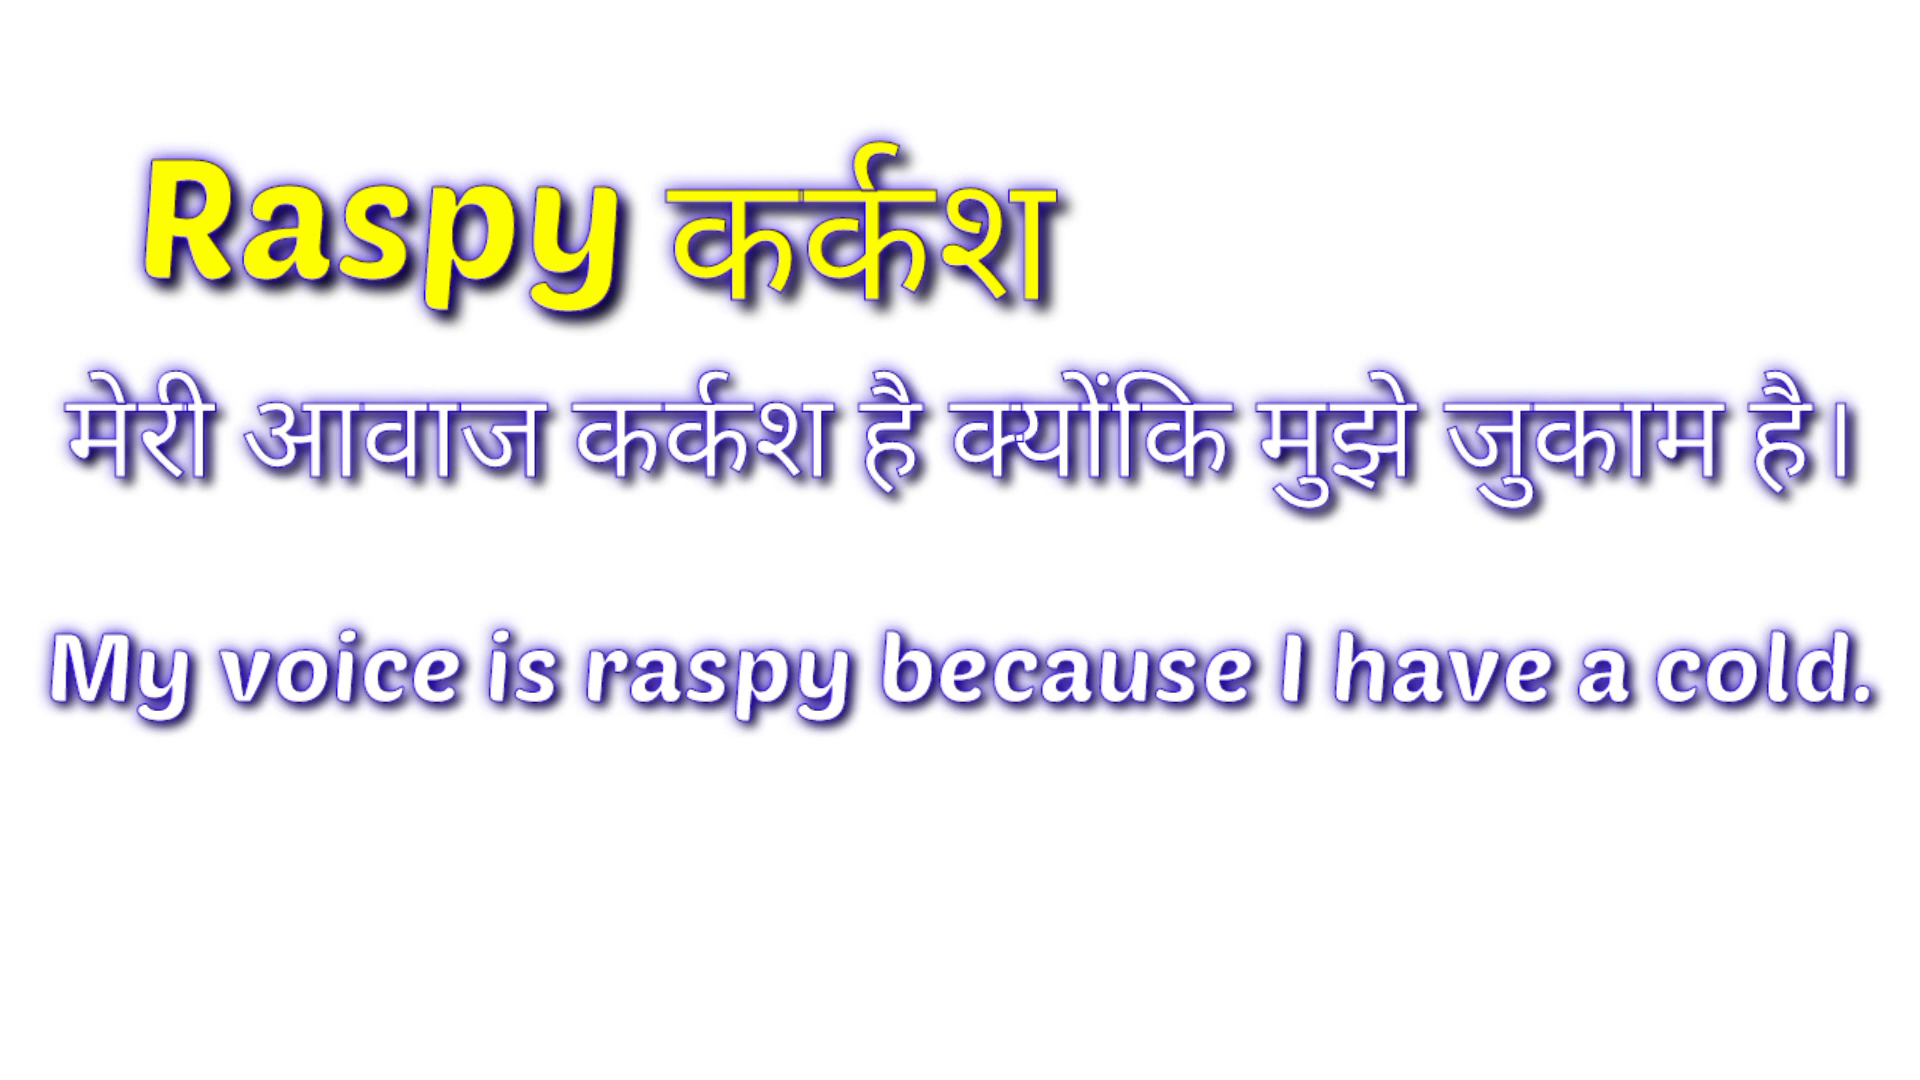 Raspy कर्कश
मेरी आवाज कर्कश है क्योंकि मुझे जुकाम है।
My voice is raspy because I have a cold.